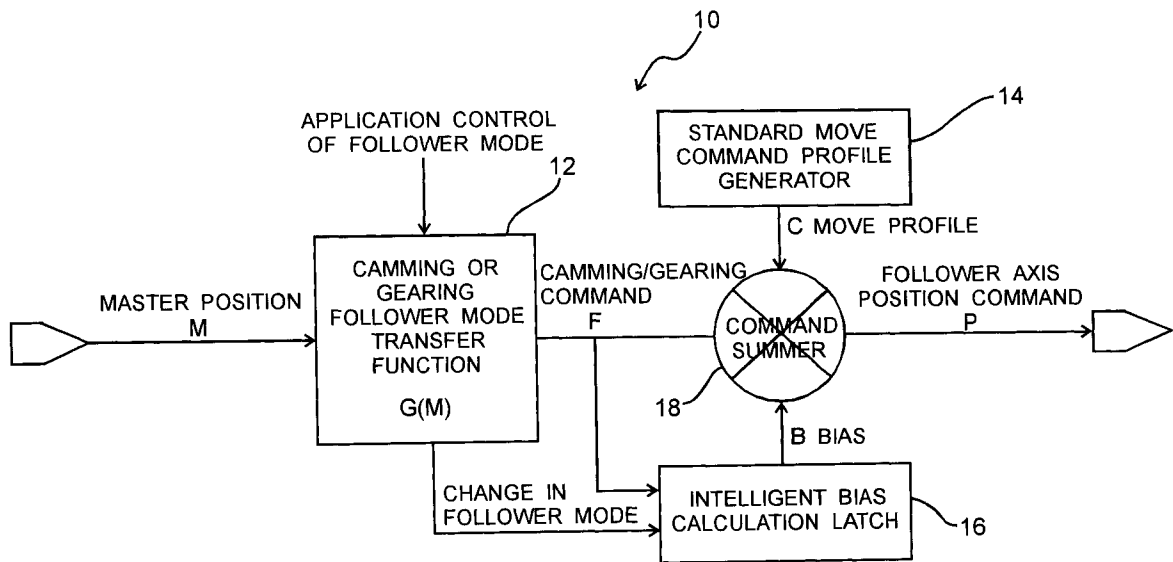 10
14
STANDARD MOVE
COMMAND PROFILE
GENERATOR
APPLICATION CONTROL
OF FOLLOWER MODE
12
C MOVE PROFILE
CAMMING OR
GEARING
FOLLOWER MODE
TRANSFER
FUNCTION
G(M)
MASTER POSITION
M
CAMMING/GEARING
COMMAND
F
COMMAND
SUMMER
FOLLOWER AXIS
POSITION COMMAND
P
18
B BIAS
CHANGE IN
FOLLOWER MODE
INTELLIGENT BIAS
CALCULATION LATCH
16